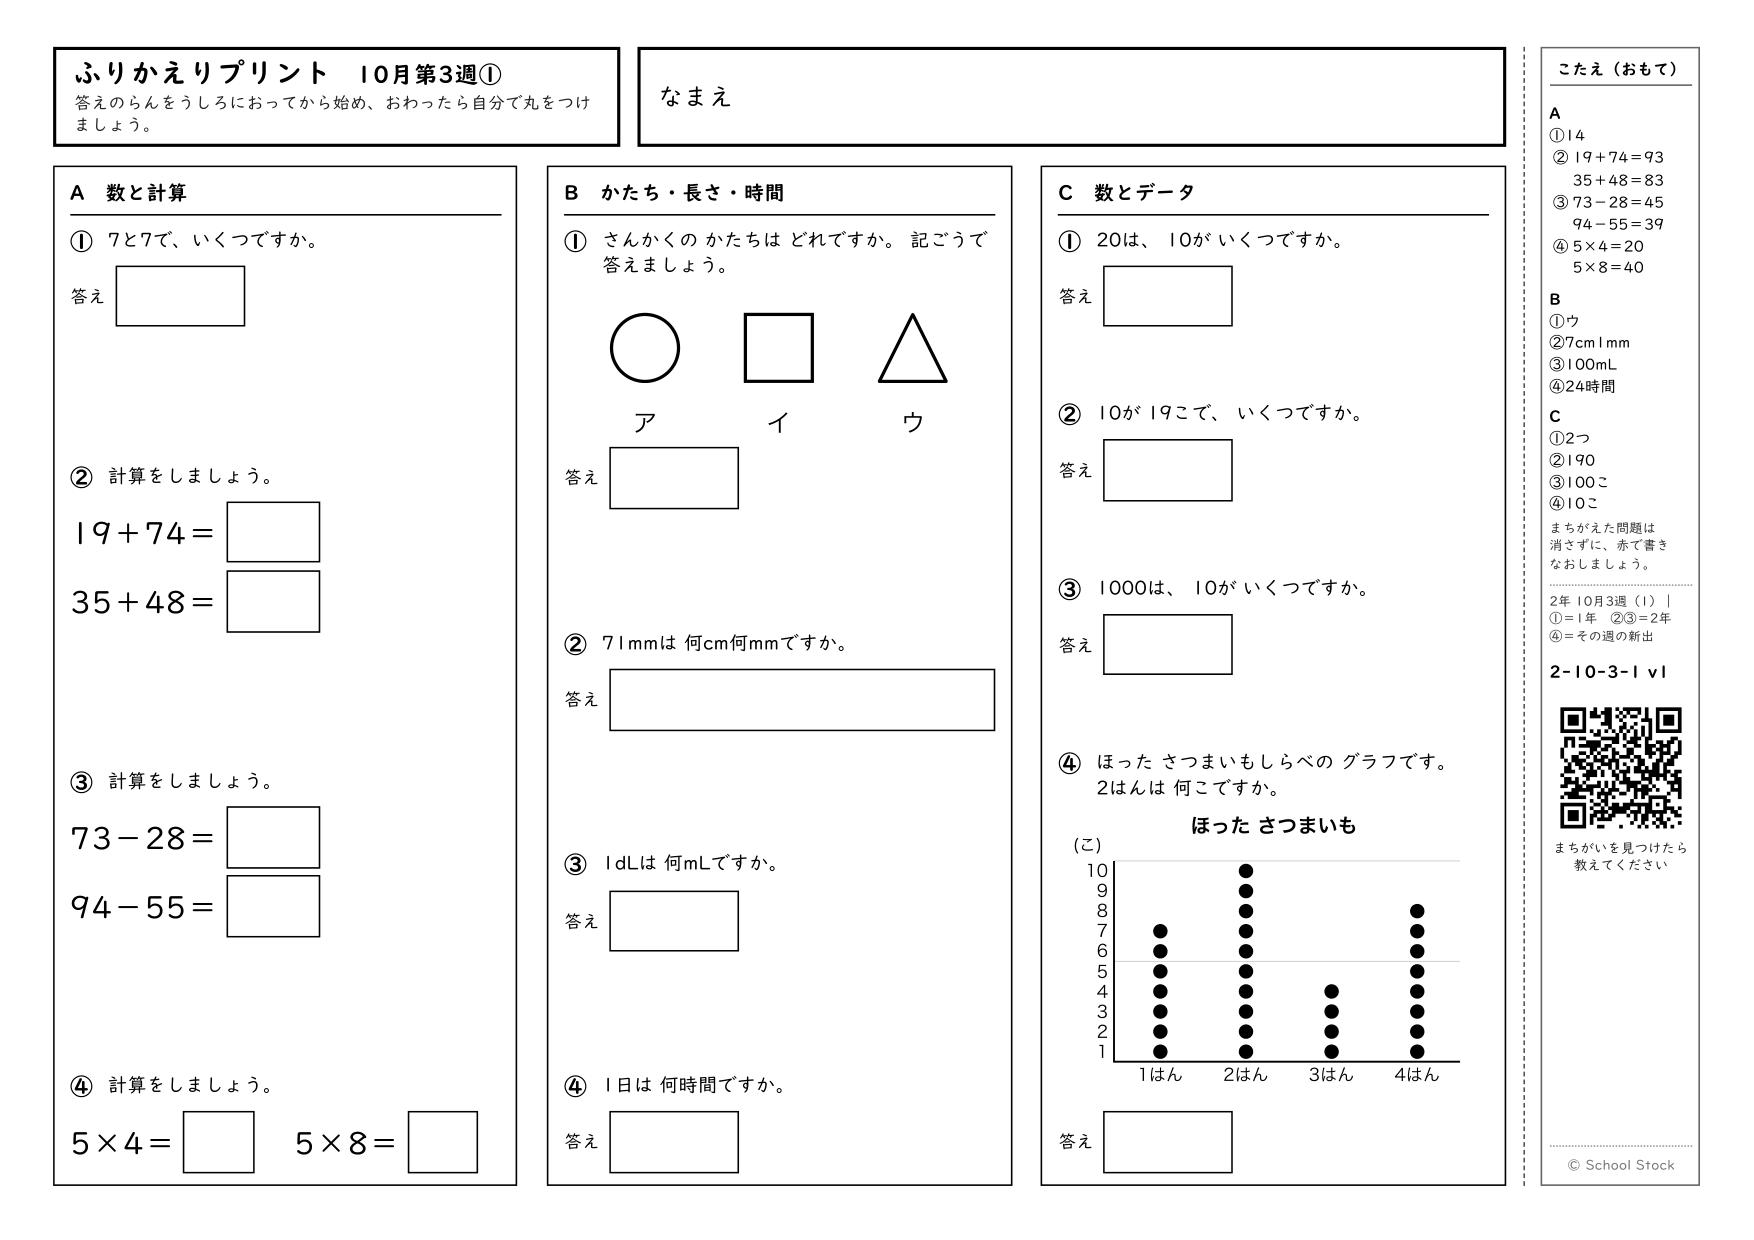 ふりかえりプリント　10月第3週①
答えのらんをうしろにおってから始め、おわったら自分で丸をつけ
ましょう。
なまえ
A　数と計算
① 7と7で、いくつですか。
答え
② 計算をしましょう。
19＋74＝
35＋48＝
③ 計算をしましょう。
73－28＝
94－55＝
④ 計算をしましょう。
5×4＝　5×8＝
B　かたち・長さ・時間
① さんかくの かたちは どれですか。 記ごうで
答えましょう。
ア　イ　ウ
答え
② 71mmは 何cm何mmですか。
答え
③ 1dLは 何mLですか。
答え
④ 1日は 何時間ですか。
答え
C　数とデータ
① 20は、 10が いくつですか。
答え
② 10が 19こで、 いくつですか。
答え
③ 1000は、 10が いくつですか。
答え
④ ほった さつまいもしらべの グラフです。
2はんは 何こですか。
ほった さつまいも
(こ)
10
9
8
7
6
5
4
3
2
1
1はん　2はん　3はん　4はん
答え
こたえ（おもて）
A
①14
② 19＋74＝93
35＋48＝83
③ 73－28＝45
94－55＝39
④ 5×4＝20
5×8＝40
B
①ウ
②7cm1mm
③100mL
④24時間
C
①2つ
②190
③100こ
④10こ
まちがえた問題は
消さずに、赤で書き
なおしましょう。
2年 10月3週（1）｜
①＝1年　②③＝2年
④＝その週の新出
2-10-3-1 v1
まちがいを見つけたら
教えてください
© School Stock